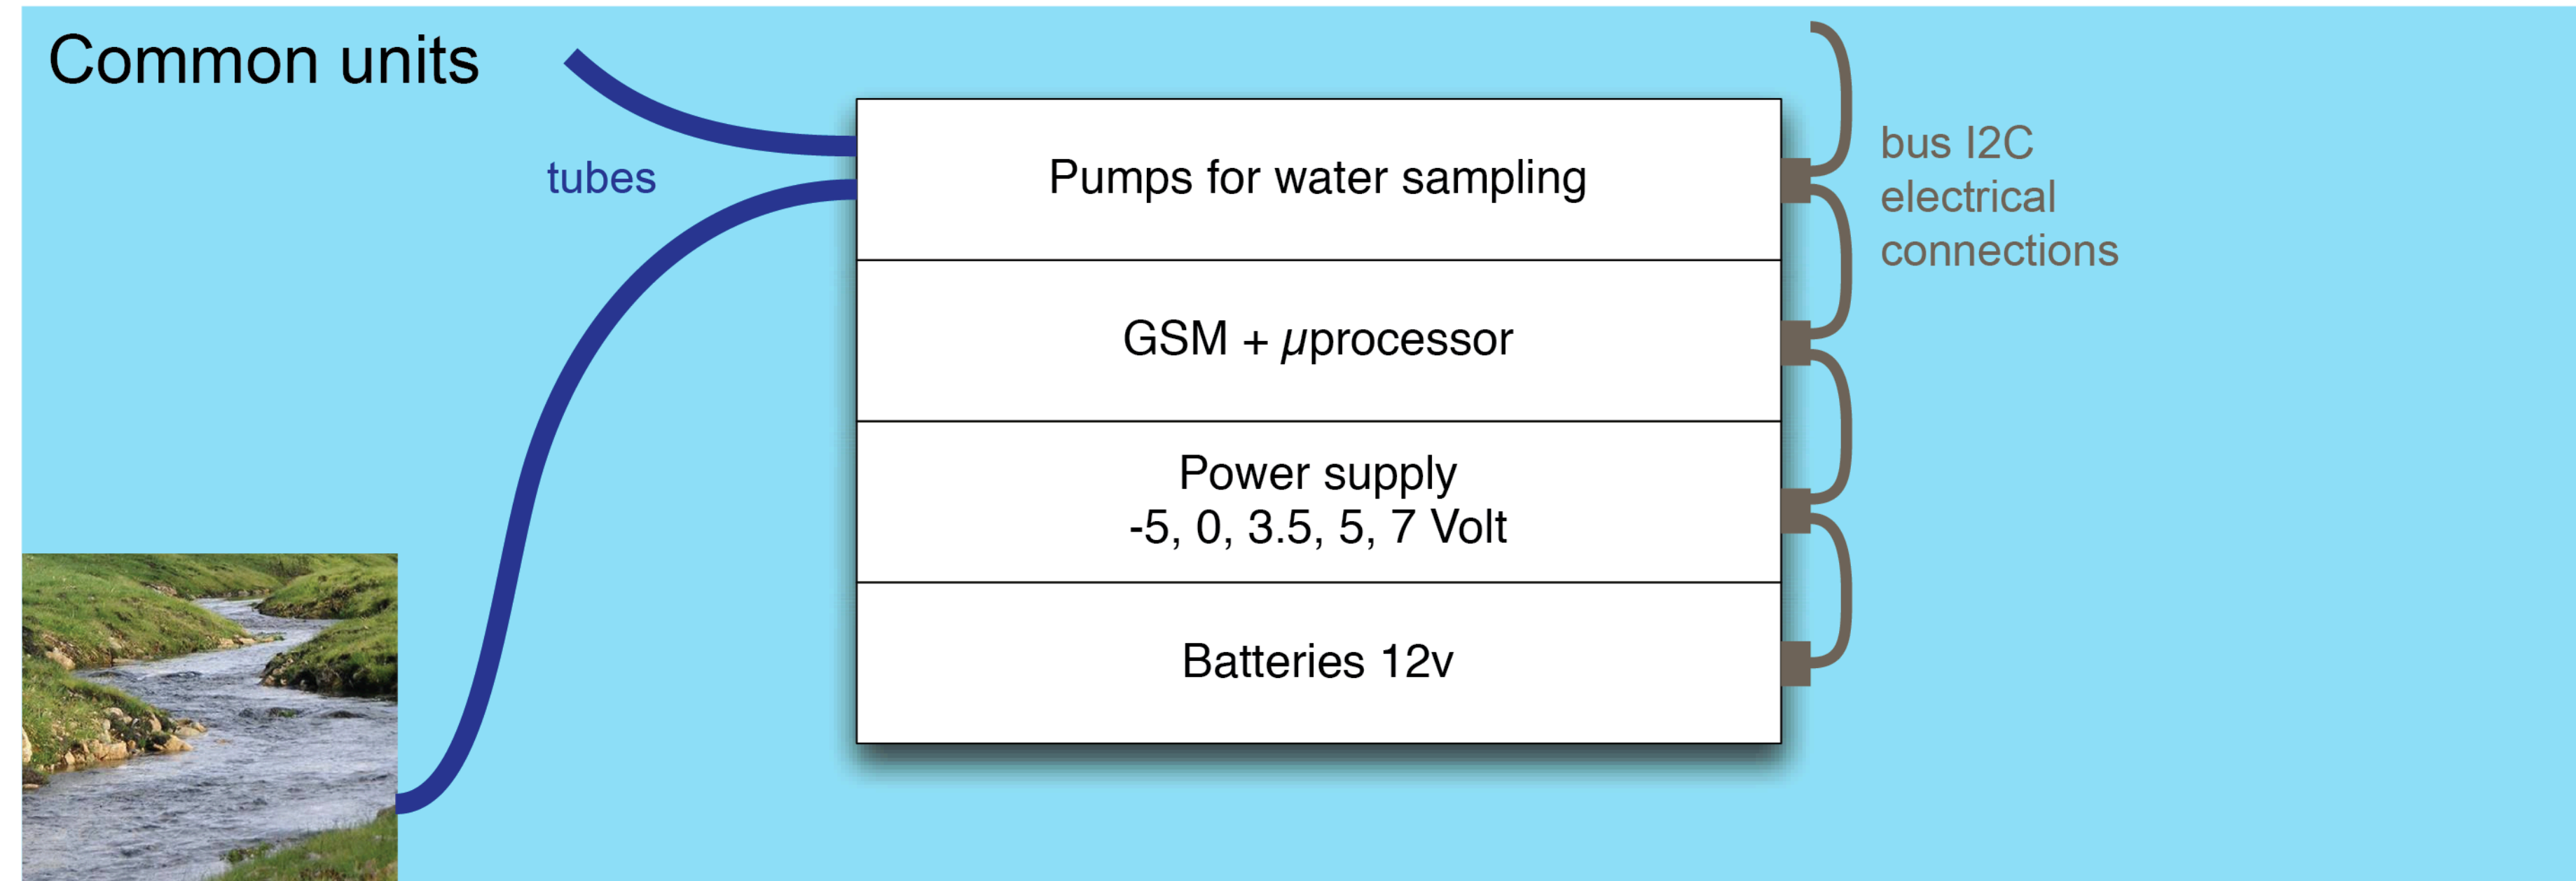 Common units
tubes
Pumps for water sampling
GSM + µprocessor
Power supply
-5, 0, 3.5, 5, 7 Volt
Batteries 12v
bus I2C
electrical
connections